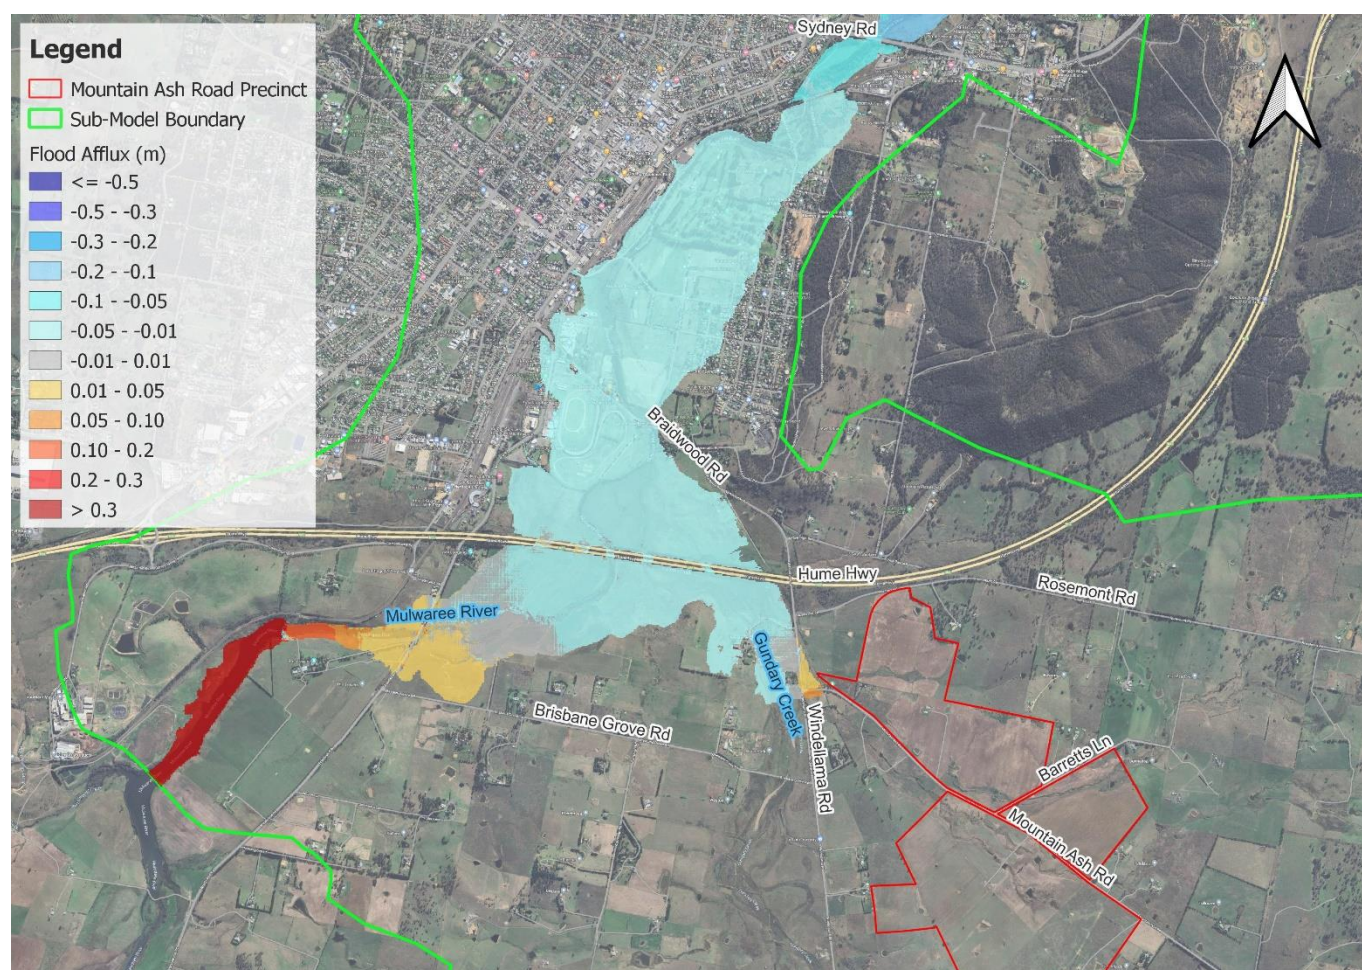 Legend
Mountain Ash Road Precinct
Sub-Model Boundary
Flood Afflux (m)
<= -0.5
-0.5 - -0.3
-0.3 - -0.2
-0.2 - -0.1
-0.1 - -0.05
-0.05 - -0.01
-0.01 - 0.01
0.01 - 0.05
0.05 - 0.10
0.10 - 0.2
0.2 - 0.3
> 0.3
Sydney Rd
Braidwood Rd
Hume Hwy
Rosemont Rd
Mulwaree River
Gundary Creek
Brisbane Grove Rd
Windellama Rd
Barretts Ln
Mountain Ash Rd